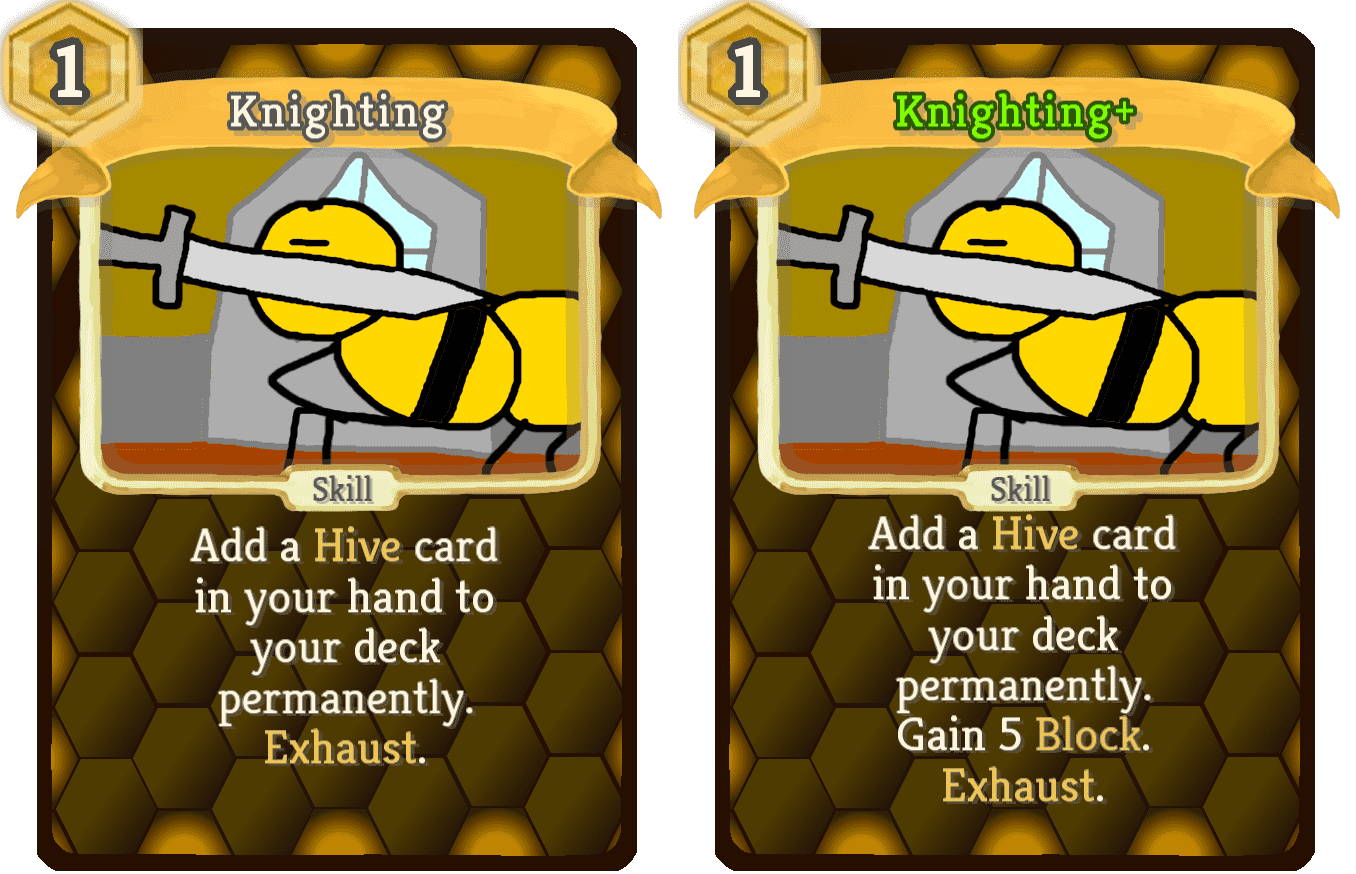 1
Knighting
Skill
Add a Hive card
in your hand to
your deck
permanently.
Exhaust.
1
Knighting+
Skill
Add a Hive card
in your hand to
your deck
permanently.
Gain 5 Block.
Exhaust.